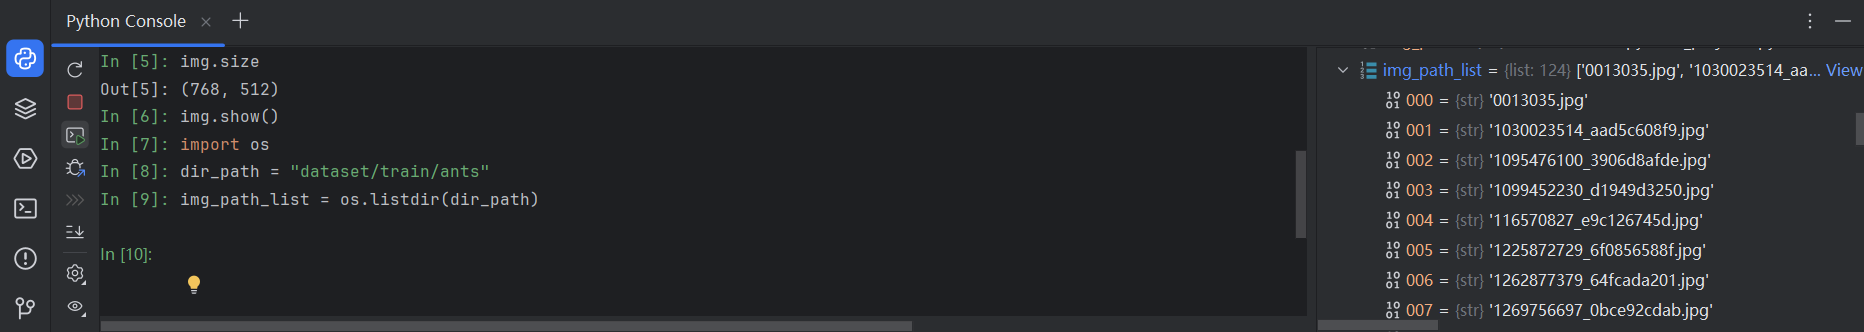 Python Console
In [5]: img.size
Out[5]: (768, 512)
In [6]: img.show()
In [7]: import os
In [8]: dir_path = "dataset/train/ants"
In [9]: img_path_list = os.listdir(dir_path)
In [10]:
img_path_list = {list: 124} ['0013035.jpg', '1030023514_aa... View
000 = {str} '0013035.jpg'
001 = {str} '1030023514_aad5c608f9.jpg'
002 = {str} '1095476100_3906d8afde.jpg'
003 = {str} '1099452230_d1949d3250.jpg'
004 = {str} '116570827_e9c126745d.jpg'
005 = {str} '1225872729_6f0856588f.jpg'
006 = {str} '1262877379_64fcada201.jpg'
007 = {str} '1269756697_0bce92cdab.jpg'